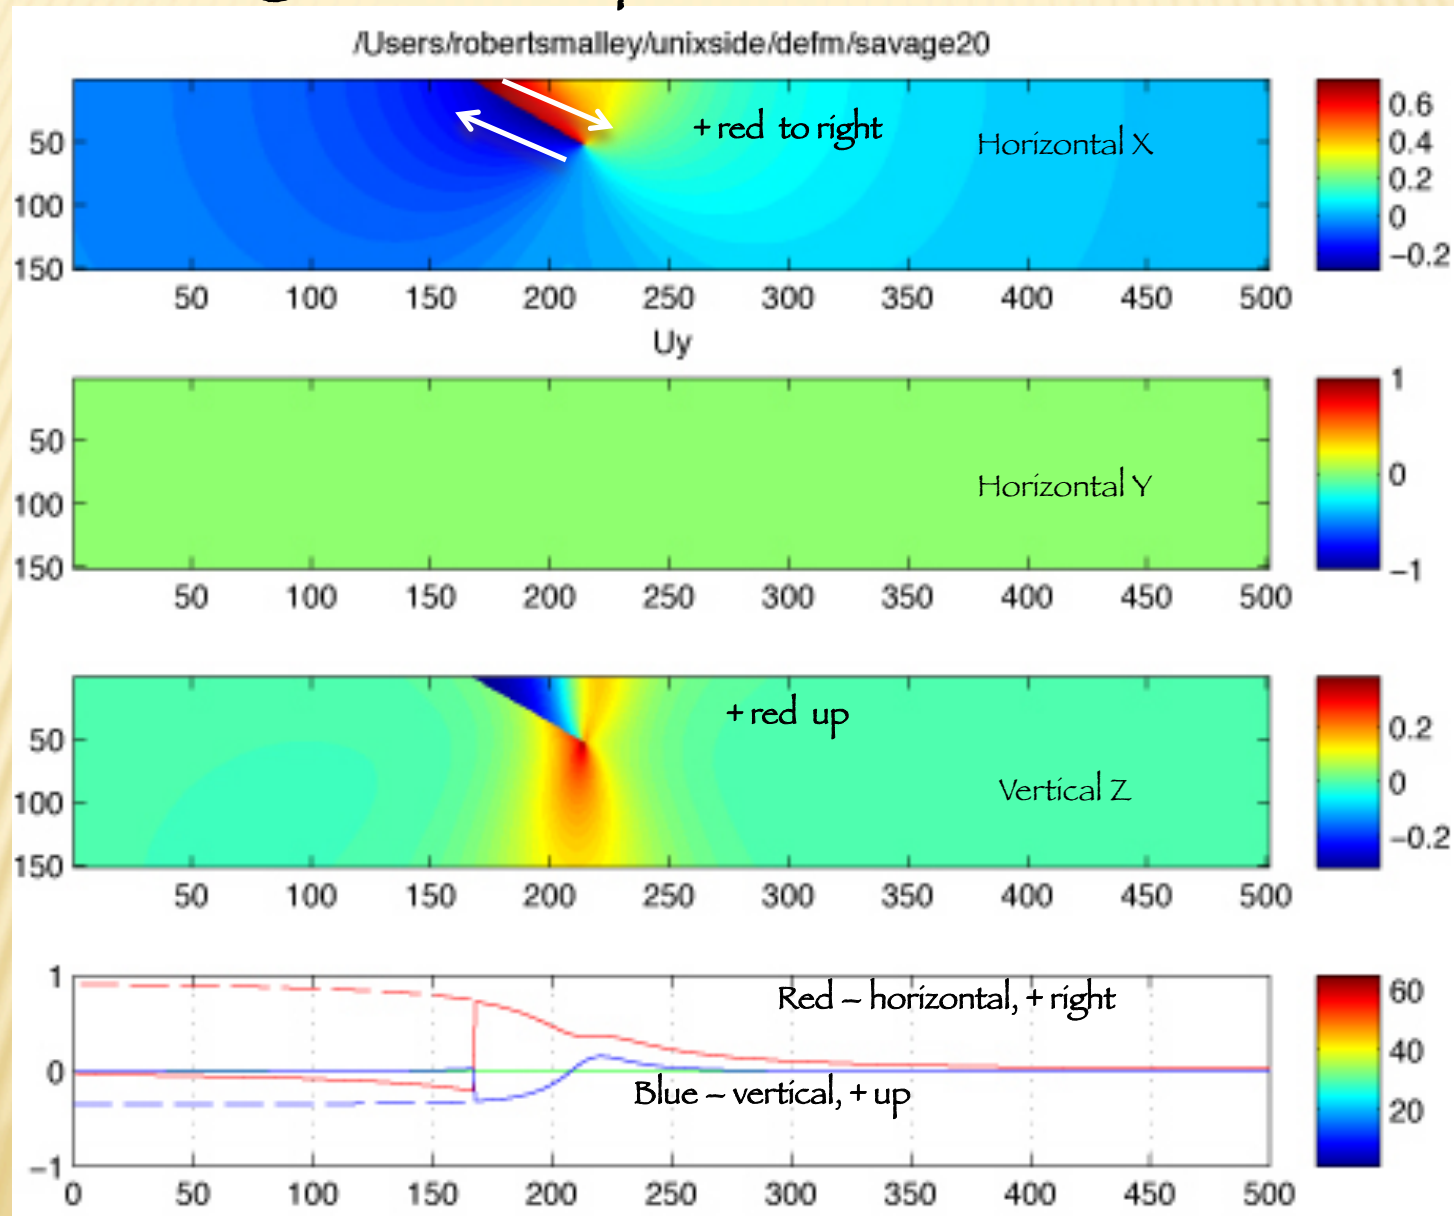 /Users/robertsmalley/unixside/defm/savage20
+ red to right
Horizontal X
50
100
150
50 100 150 200 250 300 350 400 450 500
0.6
0.4
0.2
0
−0.2
Uy
Horizontal Y
50
100
150
50 100 150 200 250 300 350 400 450 500
1
0
−1
+ red up
Vertical Z
50
100
150
50 100 150 200 250 300 350 400 450 500
0.2
0
−0.2
Red – horizontal, + right
Blue – vertical, + up
1
0
−1
0 50 100 150 200 250 300 350 400 450 500
60
40
20